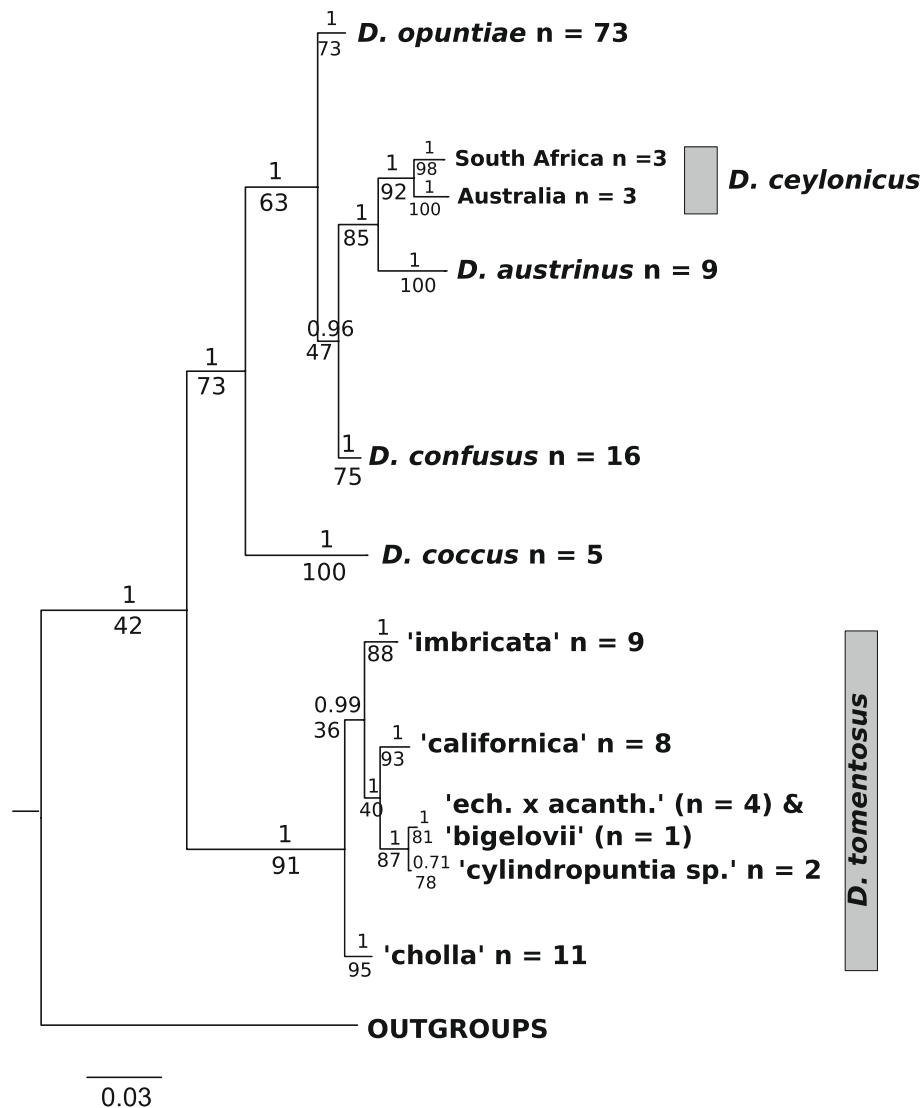 1
73
D. opuntiae n = 73
1
98
South Africa n =3
1
92
1
100
Australia n = 3
D. ceylonicus
1
63
1
85
1
100
D. austrinus n = 9
0.96
47
1
73
1
75
D. confusus n = 16
1
100
D. coccus n = 5
1
42
1
88
'imbricata' n = 9
0.99
36
1
93
'californica' n = 8
1
40
'ech. x acanth.' (n = 4) &
1
81
'bigelovii' (n = 1)
1
87
0.71
78
'cylindropuntia sp.' n = 2
D. tomentosus
1
91
1
95
'cholla' n = 11
OUTGROUPS
0.03